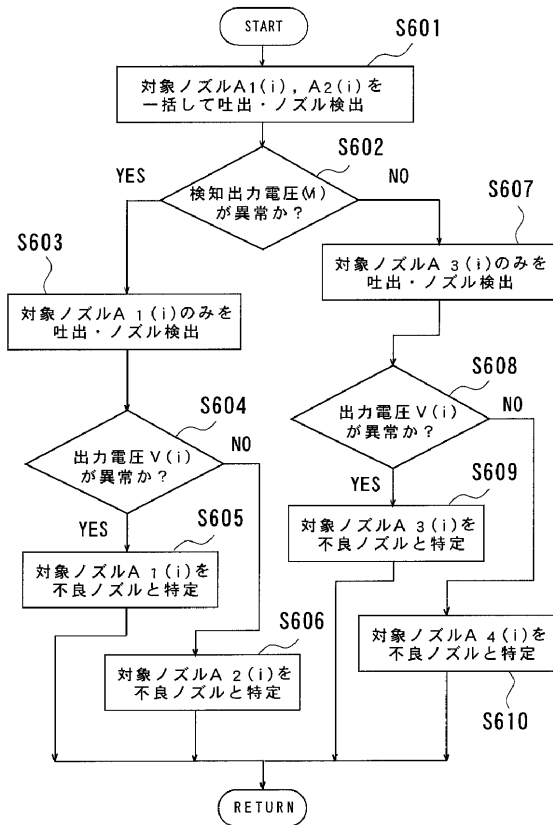 START
S601
対象ノズルA1(i), A2(i)を
一括して吐出・ノズル検出
S602
YES
NO
検知出力電圧(M)
が異常か?
S607
S603
対象ノズルA 3(i)のみを
吐出・ノズル検出
対象ノズルA 1(i)のみを
吐出・ノズル検出
S608
出力電圧V(i)
が異常か?
NO
YES
S604
出力電圧V(i)
が異常か?
NO
YES
S609
対象ノズルA 3(i)を
不良ノズルと特定
S605
対象ノズルA 1(i)を
不良ノズルと特定
S606
対象ノズルA 2(i)を
不良ノズルと特定
対象ノズルA 4(i)を
不良ノズルと特定
S610
RETURN